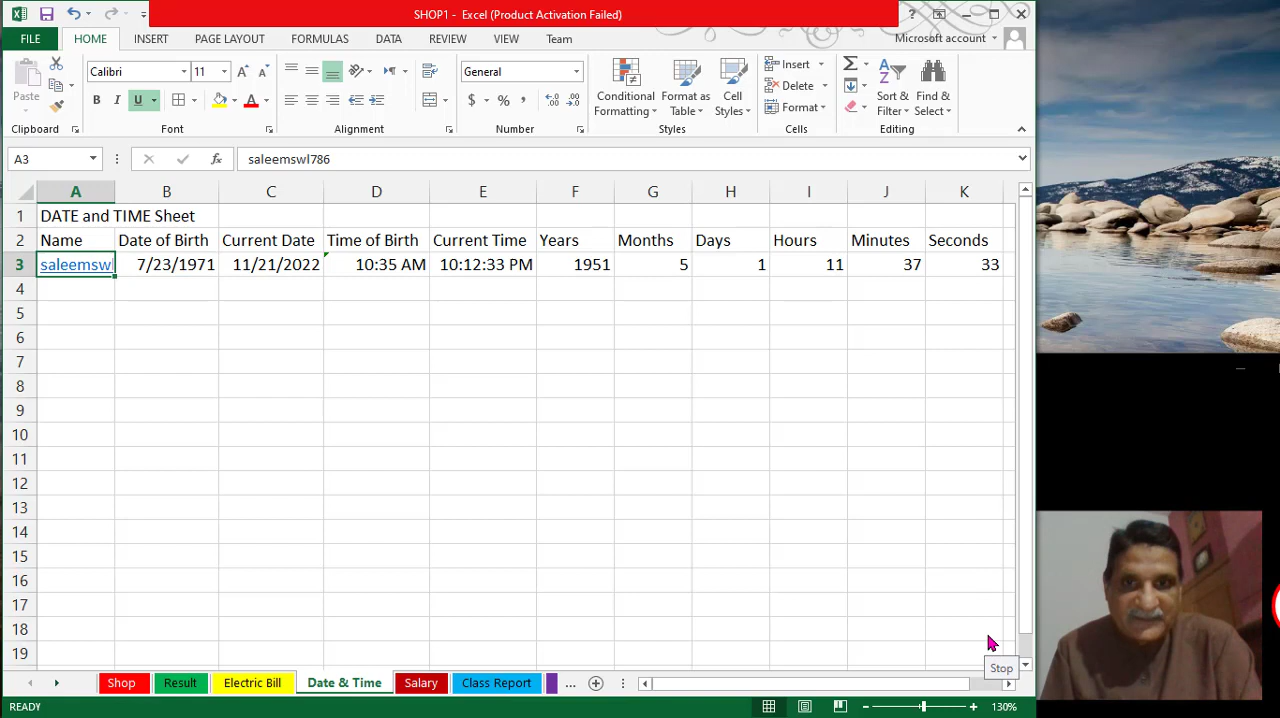 SHOP1 - Excel (Product Activation Failed)
?
FILE HOME INSERT PAGE LAYOUT FORMULAS DATA REVIEW VIEW Team Microsoft account
Paste
Calibri 11 General
B I U A $ % ,
Conditional Formatting
Format as Table
Cell Styles
Insert
Delete
Format
Sort & Filter
Find & Select
Clipboard Font Alignment Number Styles Cells Editing
A3 fx saleemswl786
A B C D E F G H I J K
1 DATE and TIME Sheet
2 Name Date of Birth Current Date Time of Birth Current Time Years Months Days Hours Minutes Seconds
3 saleemswl 7/23/1971 11/21/2022 10:35 AM 10:12:33 PM 1951 5 1 11 37 33
4
5
6
7
8
9
10
11
12
13
14
15
16
17
18
19
Stop
Shop Result Electric Bill Date & Time Salary Class Report ...
READY 130%